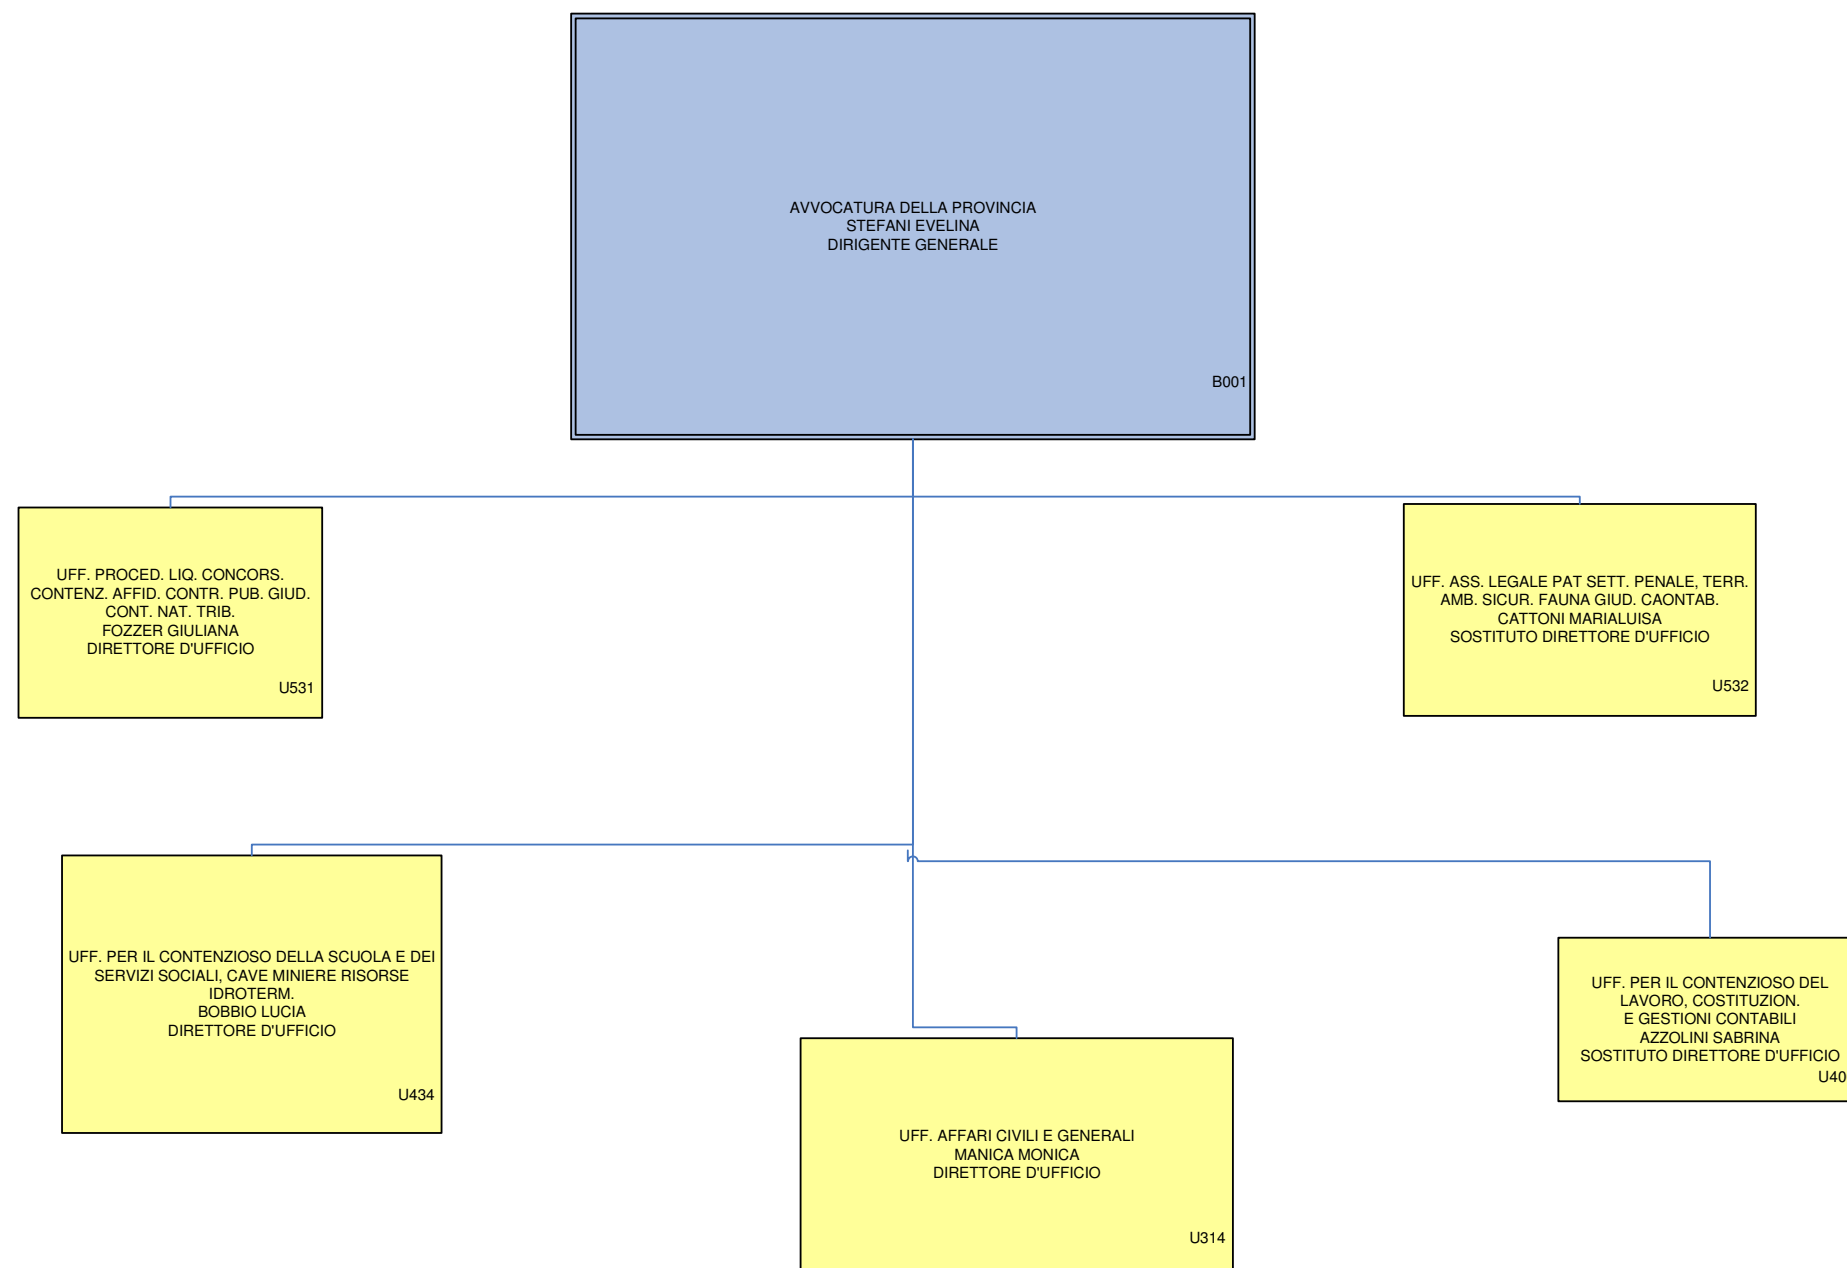 AVVOCATURA DELLA PROVINCIA
STEFANI EVELINA
DIRIGENTE GENERALE
B001
UFF. PROCED. LIQ. CONCORS.
CONTENZ. AFFID. CONTR. PUB. GIUD.
CONT. NAT. TRIB.
FOZZER GIULIANA
DIRETTORE D'UFFICIO
U531
UFF. ASS. LEGALE PAT SETT. PENALE, TERR.
AMB. SICUR. FAUNA GIUD. CAONTAB.
CATTONI MARIALUISA
SOSTITUTO DIRETTORE D'UFFICIO
U532
UFF. PER IL CONTENZIOSO DELLA SCUOLA E DEI
SERVIZI SOCIALI, CAVE MINIERE RISORSE
IDROTERM.
BOBBIO LUCIA
DIRETTORE D'UFFICIO
U434
UFF. AFFARI CIVILI E GENERALI
MANICA MONICA
DIRETTORE D'UFFICIO
U314
UFF. PER IL CONTENZIOSO DEL
LAVORO, COSTITUZION.
E GESTIONI CONTABILI
AZZOLINI SABRINA
SOSTITUTO DIRETTORE D'UFFICIO